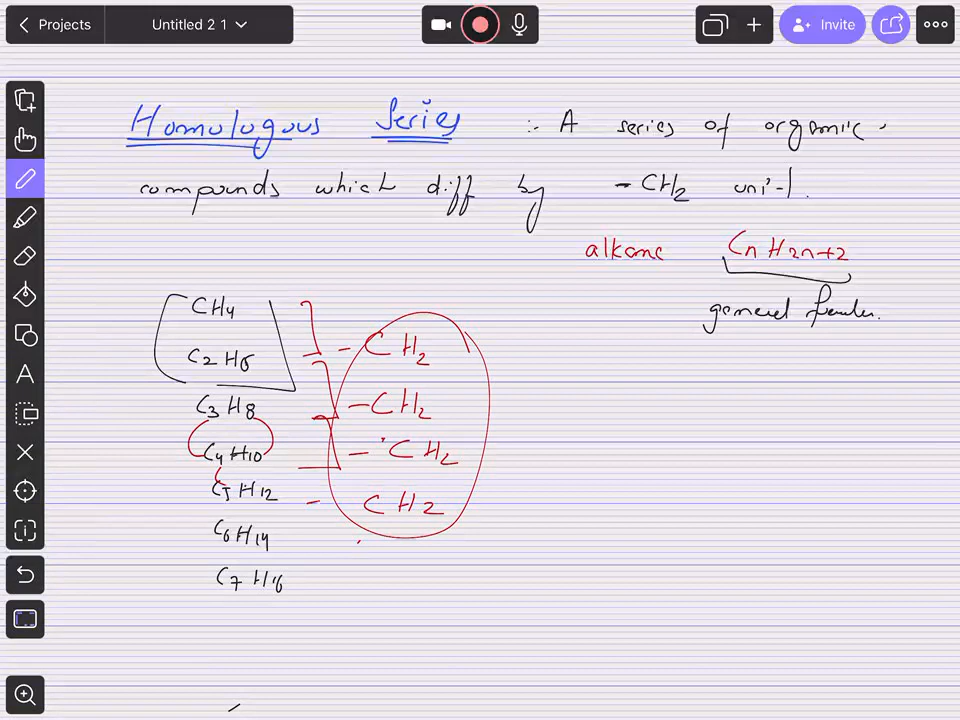 Projects Untitled 2 1 Invite
Homologous Series :- A series of organic
compounds which diff by -CH2 unit.
alkane CnH2n+2
general
CH4
C2H6 - CH2
C3H8 - CH2
C4H10 - CH2
C5H12 - CH2
C6H14
C7H16